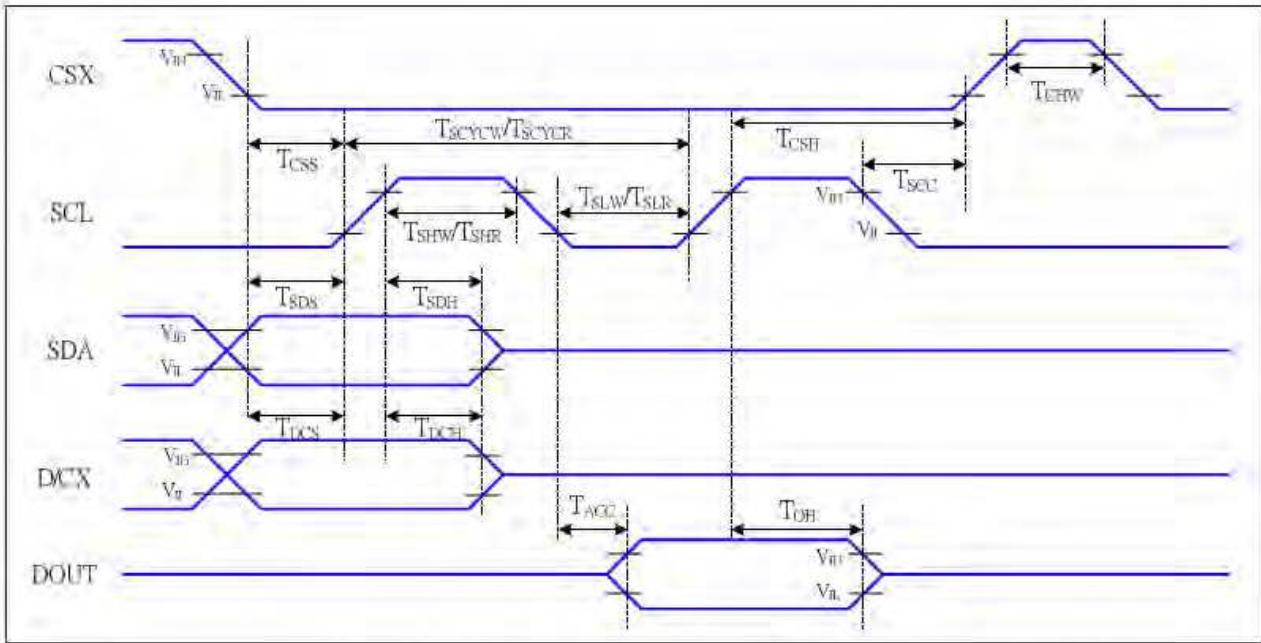 CSX
VIH
VIL
TCHW
TSCYCW/TSCYCR
TCSS
TCSH
TSCC
SCL
TSLW/TSLR
TSHW/TSHR
VIH
VIL
TSDS
TSDH
SDA
VIH
VIL
TDCS
TDCH
D/CX
VIH
VIL
TACC
TOH
DOUT
VIH
VIL